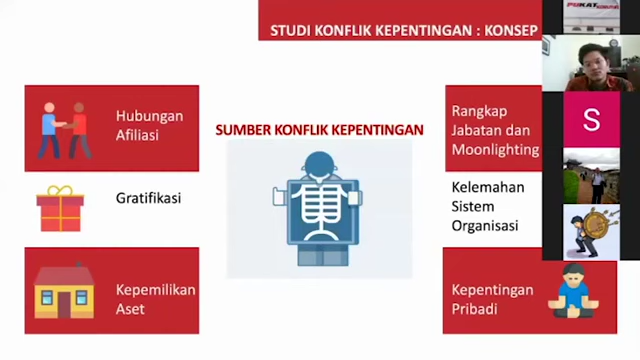 STUDI KONFLIK KEPENTINGAN : KONSEP
Hubungan
Afiliasi
Gratifikasi
Kepemilikan
Aset
SUMBER KONFLIK KEPENTINGAN
Rangkap
Jabatan dan
Moonlighting
Kelemahan
Sistem
Organisasi
Kepentingan
Pribadi
S